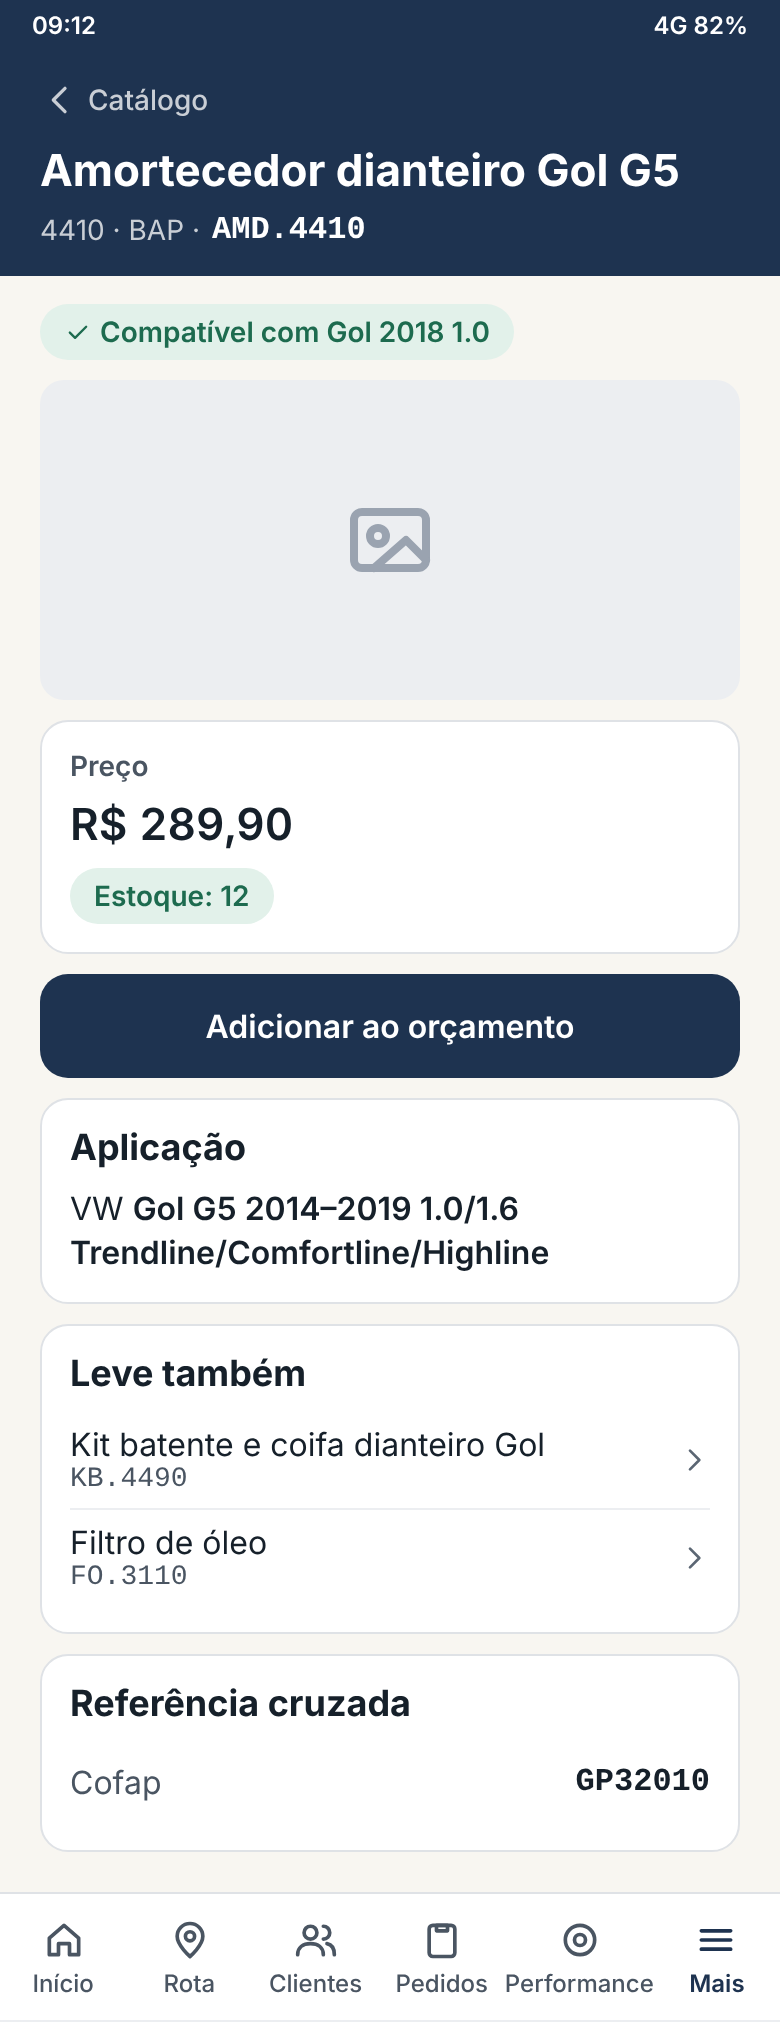 09:12 4G 82%
Catálogo
Amortecedor dianteiro Gol G5
4410 · BAP · AMD.4410
Compatível com Gol 2018 1.0
Preço
R$ 289,90
Estoque: 12
Adicionar ao orçamento
Aplicação
VW Gol G5 2014–2019 1.0/1.6
Trendline/Comfortline/Highline
Leve também
Kit batente e coifa dianteiro Gol
KB.4490
Filtro de óleo
FO.3110
Referência cruzada
Cofap GP32010
Início Rota Clientes Pedidos Performance Mais